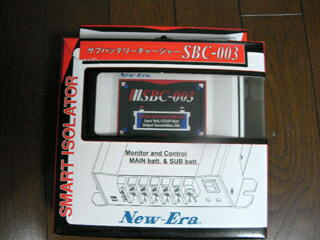 サブバッテリーチャージャー SBC-003
SMART ISOLATOR
New-Era
SBC-003
Monitor and Control
MAIN batt. & SUB batt.
New-Era